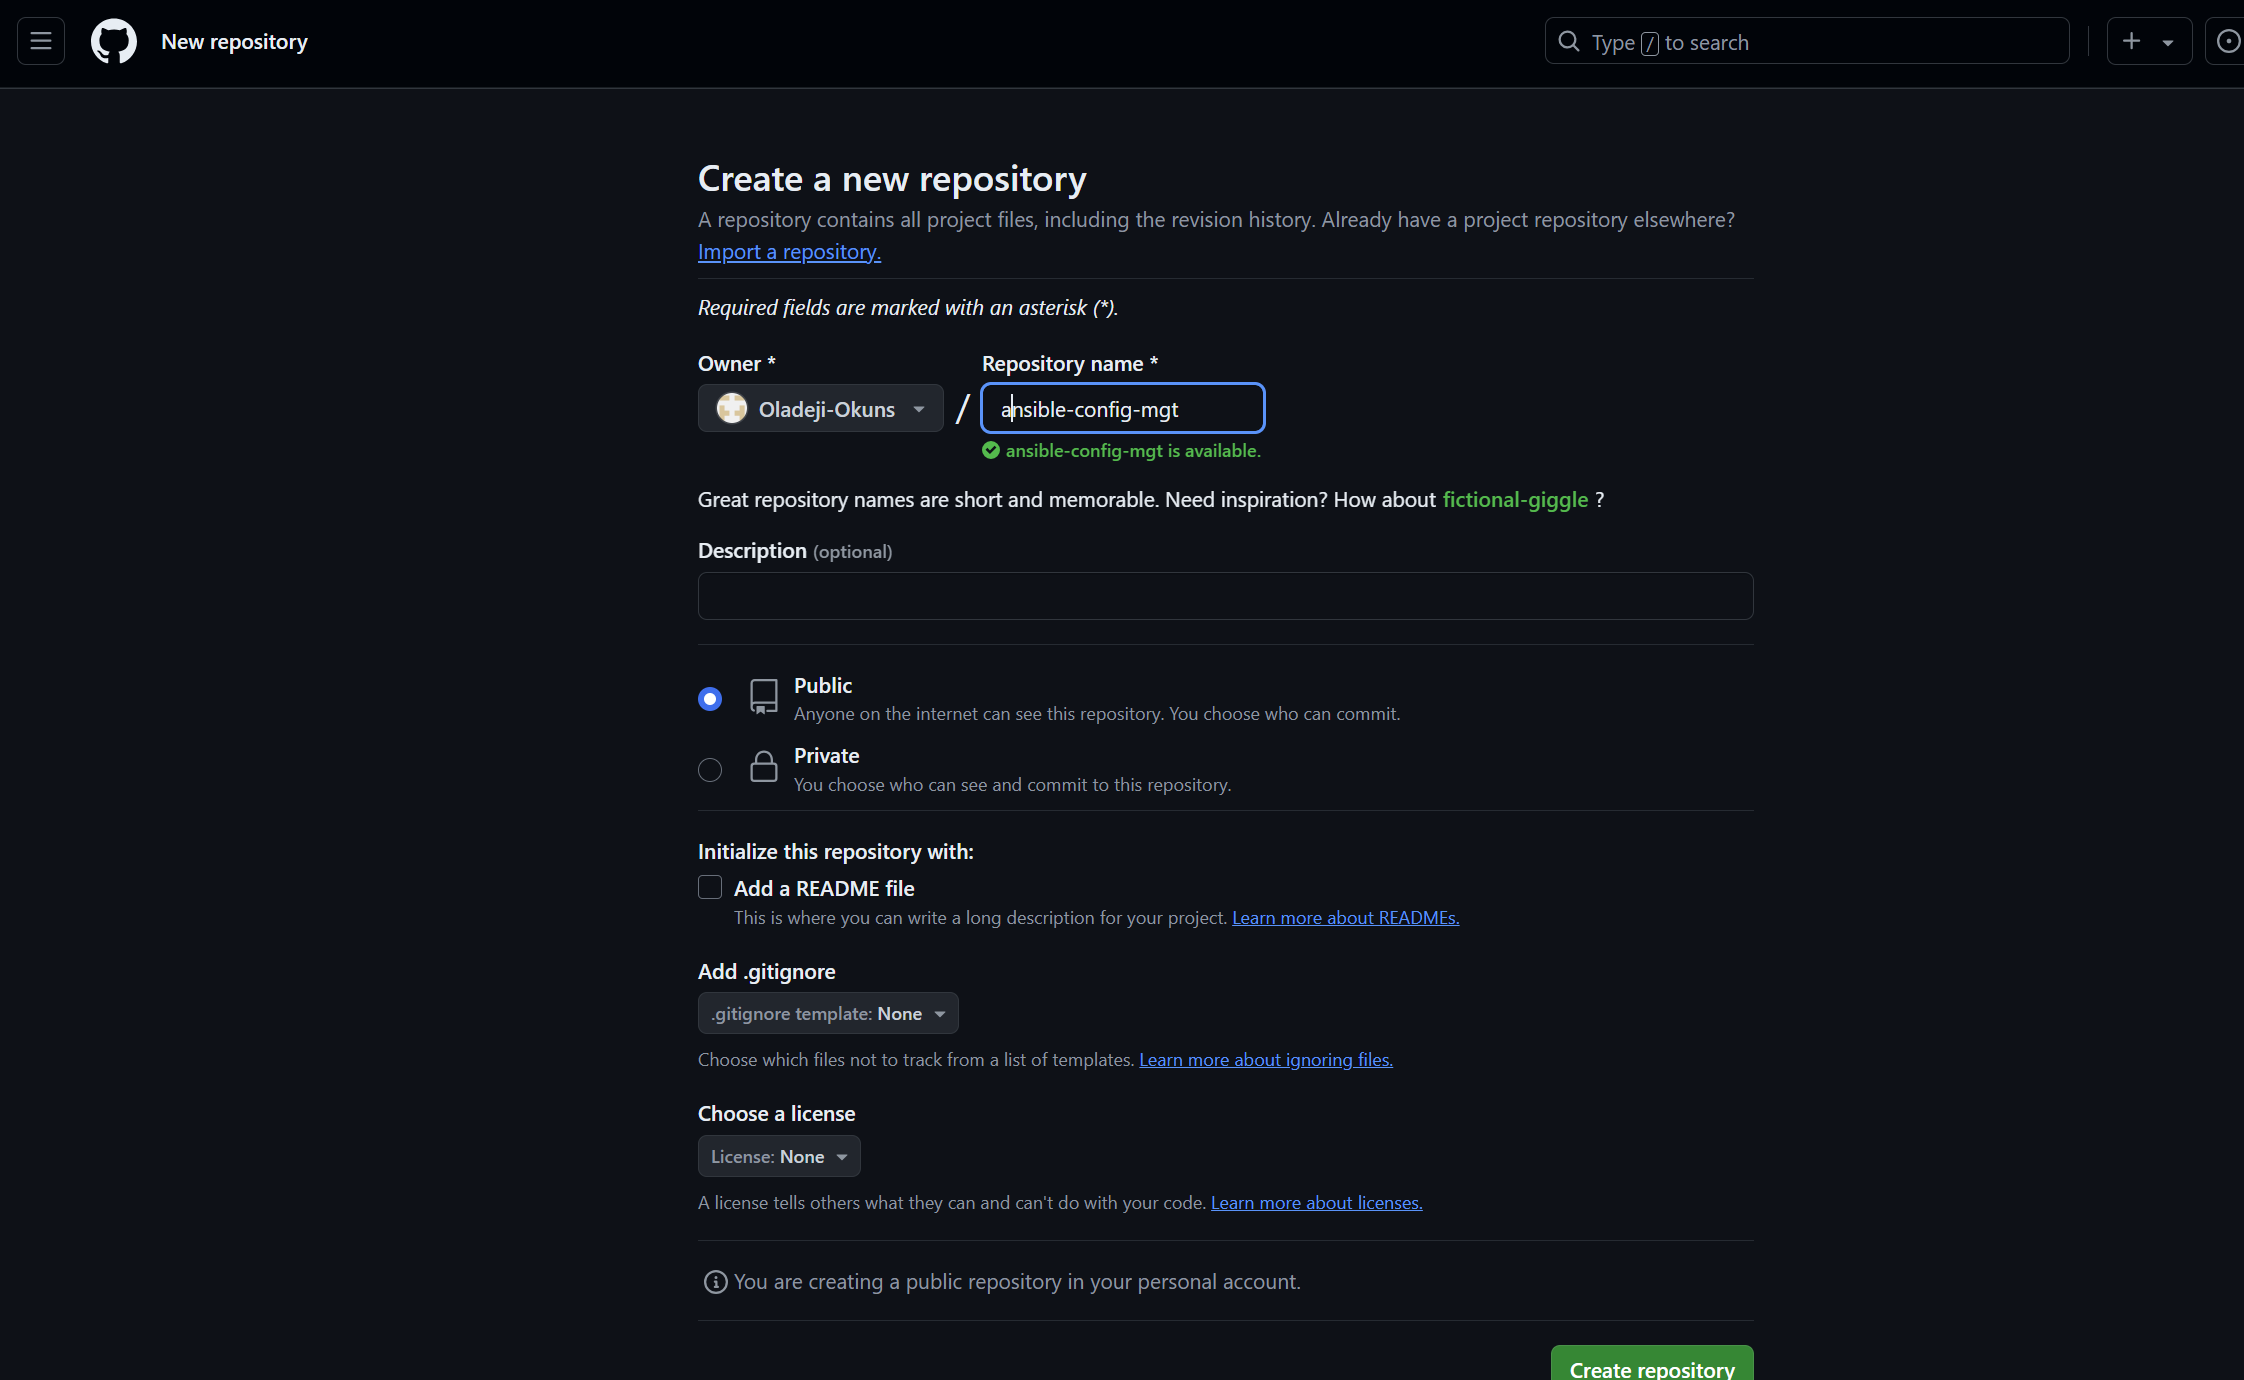 New repository
Type / to search
Create a new repository
A repository contains all project files, including the revision history. Already have a project repository elsewhere?
Import a repository.
Required fields are marked with an asterisk (*).
Owner *
Repository name *
Oladeji-Okuns
/
ansible-config-mgt
ansible-config-mgt is available.
Great repository names are short and memorable. Need inspiration? How about fictional-giggle ?
Description (optional)
Public
Anyone on the internet can see this repository. You choose who can commit.
Private
You choose who can see and commit to this repository.
Initialize this repository with:
Add a README file
This is where you can write a long description for your project. Learn more about READMEs.
Add .gitignore
.gitignore template: None
Choose which files not to track from a list of templates. Learn more about ignoring files.
Choose a license
License: None
A license tells others what they can and can't do with your code. Learn more about licenses.
You are creating a public repository in your personal account.
Create repository